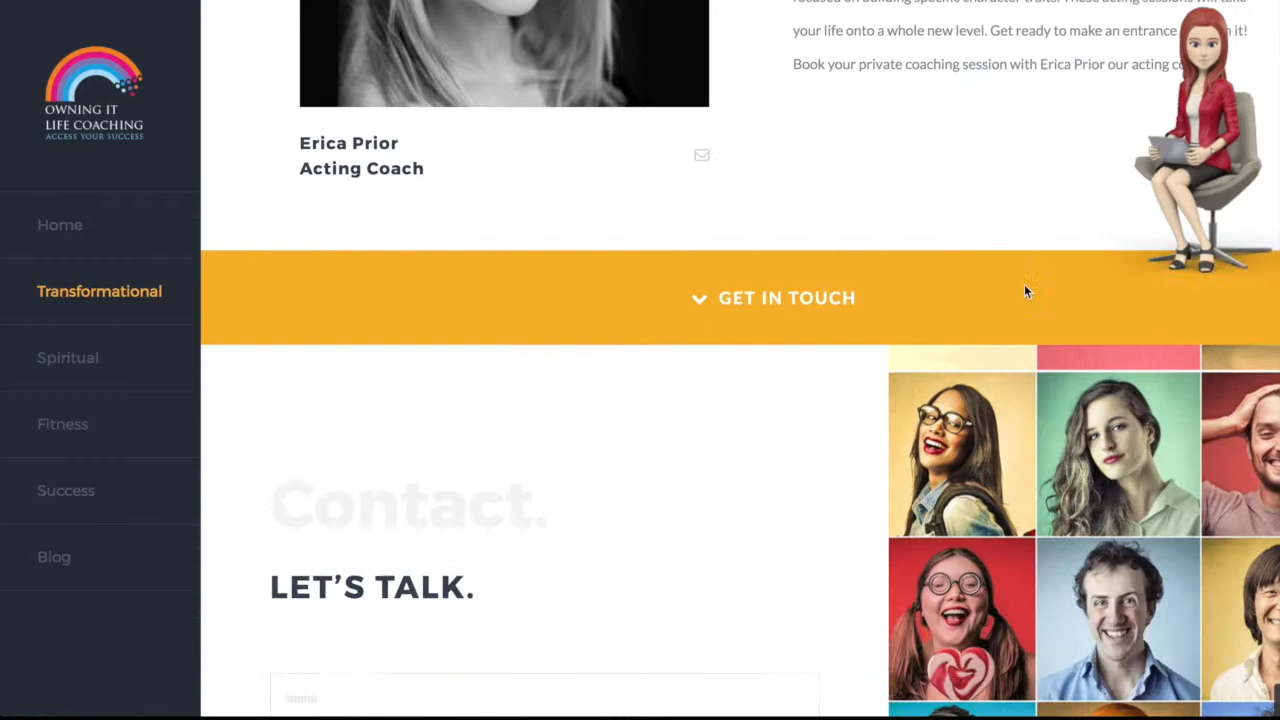 OWNING IT
LIFE COACHING
ACCESS YOUR SUCCESS
Home
Transformational
Spiritual
Fitness
Success
Blog
your life onto a whole new level. Get ready to make an entrance it!
Book your private coaching session with Erica Prior our acting
Erica Prior
Acting Coach
GET IN TOUCH
Contact.
LET'S TALK.